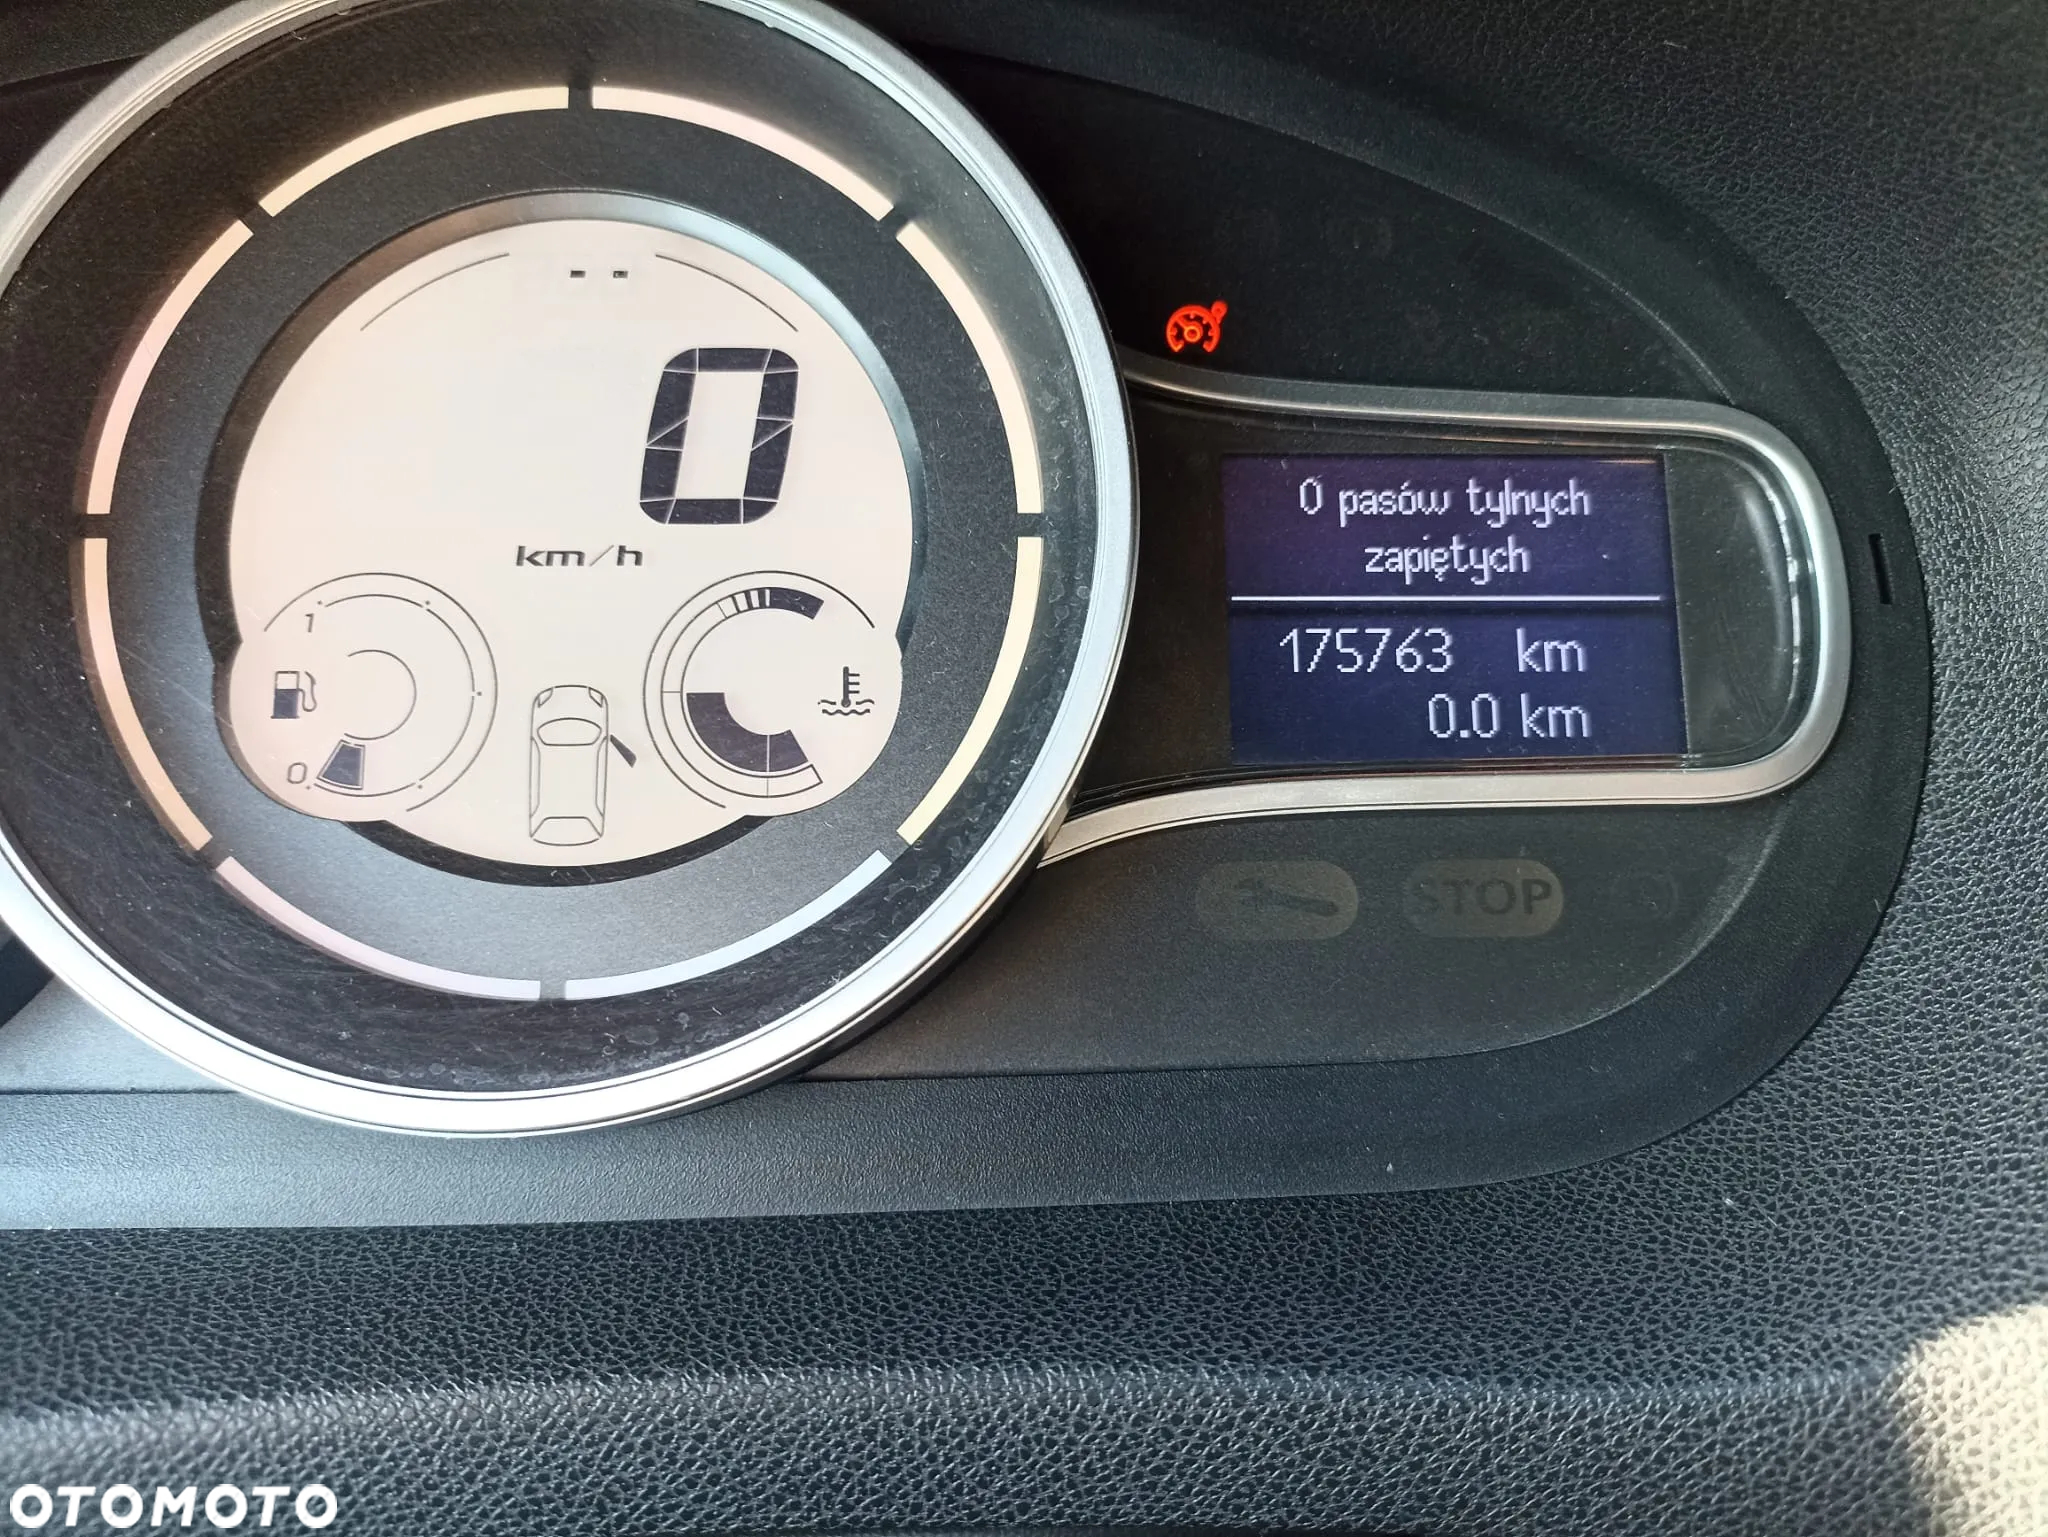 0
km/h
1
0
0 pasów tylnych
zapiętych
175763 km
0.0 km
STOP
OTOMOTO